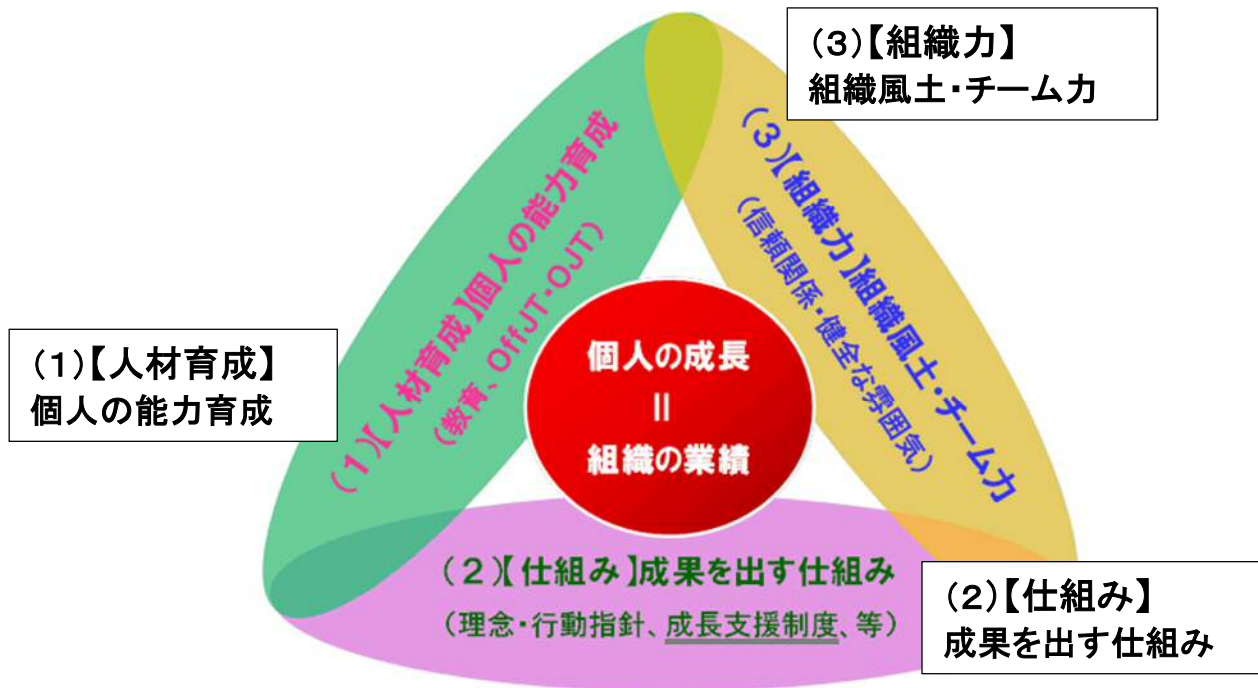 (3)【組織力】
組織風土・チーム力
(1)【人材育成】個人の能力育成
(教育、OffJT・OJT)
(3)【組織力】組織風土・チーム力
(信頼関係・健全な雰囲気)
(1)【人材育成】
個人の能力育成
個人の成長
＝
組織の業績
(2)【仕組み】成果を出す仕組み
(理念・行動指針、成長支援制度、等)
(2)【仕組み】
成果を出す仕組み